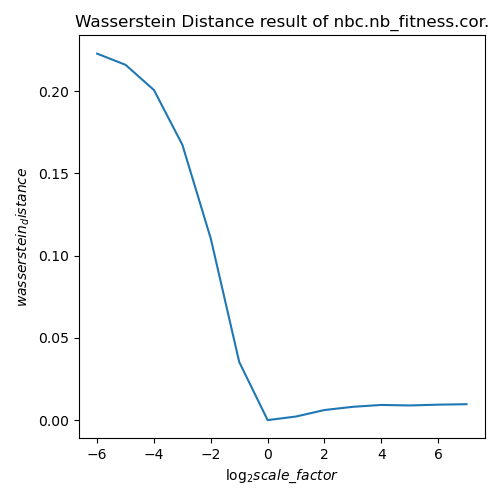 Wasserstein Distance result of nbc.nb_fitness.cor.
0.20
0.15
0.10
0.05
0.00
wasserstein_distance
−6 −4 −2 0 2 4 6
log₂scale_factor